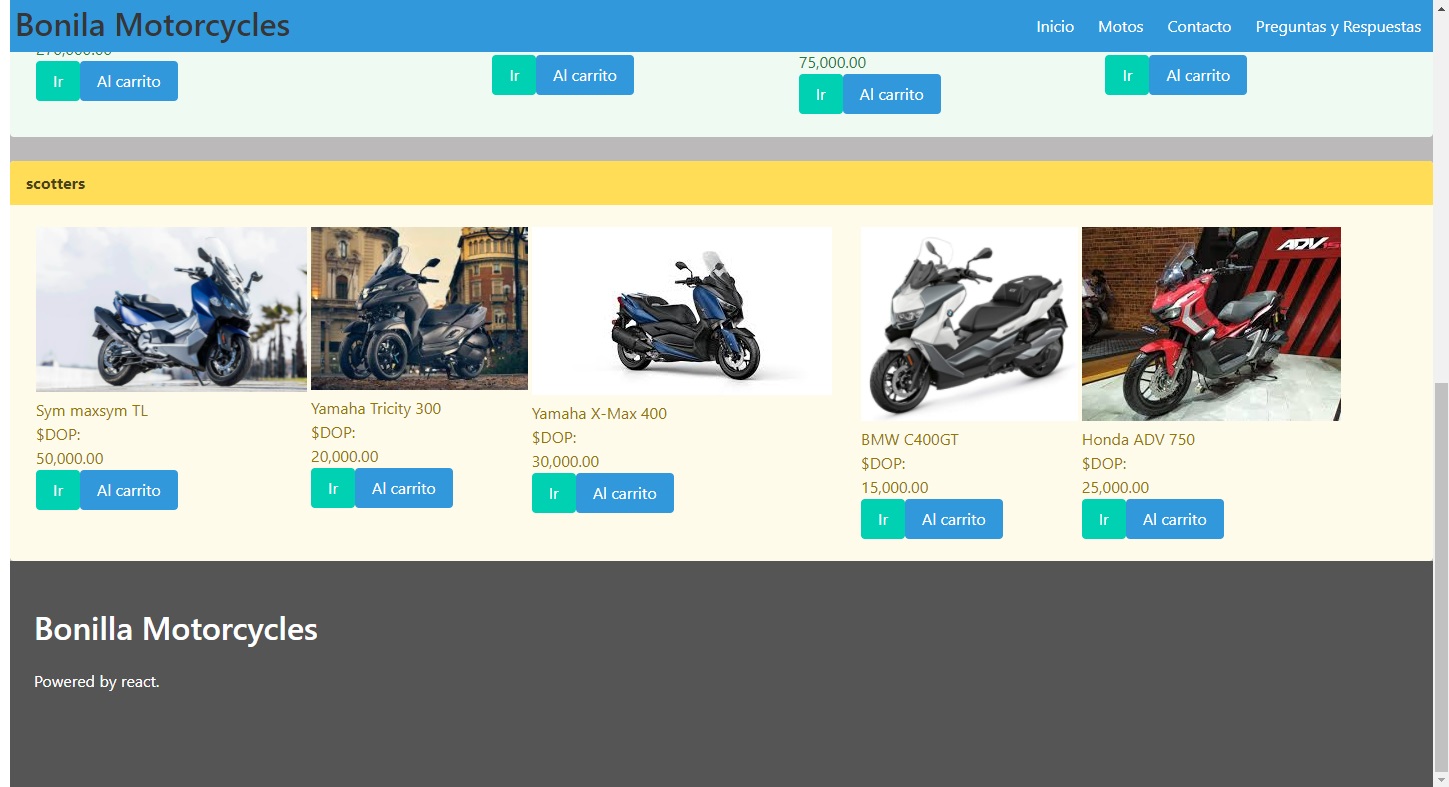 Bonila Motorcycles
Inicio Motos Contacto Preguntas y Respuestas
Ir Al carrito
Ir Al carrito
75,000.00
Ir Al carrito
Ir Al carrito
scotters
Sym maxsym TL
$DOP:
50,000.00
Ir Al carrito
Yamaha Tricity 300
$DOP:
20,000.00
Ir Al carrito
Yamaha X-Max 400
$DOP:
30,000.00
Ir Al carrito
BMW C400GT
$DOP:
15,000.00
Ir Al carrito
ADV
Honda ADV 750
$DOP:
25,000.00
Ir Al carrito
Bonilla Motorcycles
Powered by react.